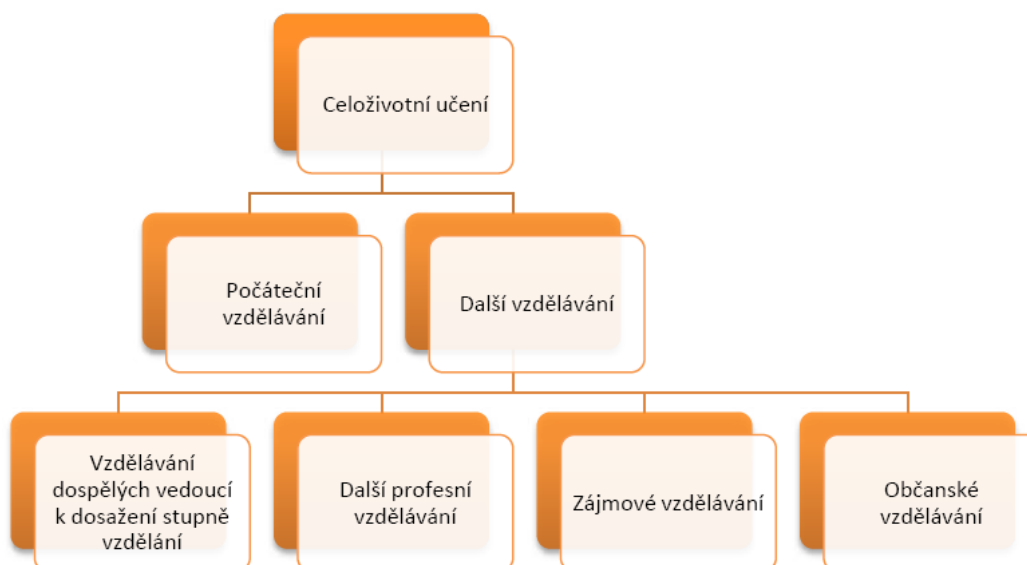 Celoživotní učení
Počáteční
vzdělávání
Další vzdělávání
Vzdělávání
dospělých vedoucí
k dosažení stupně
vzdělání
Další profesní
vzdělávání
Zájmové vzdělávání
Občanské
vzdělávání